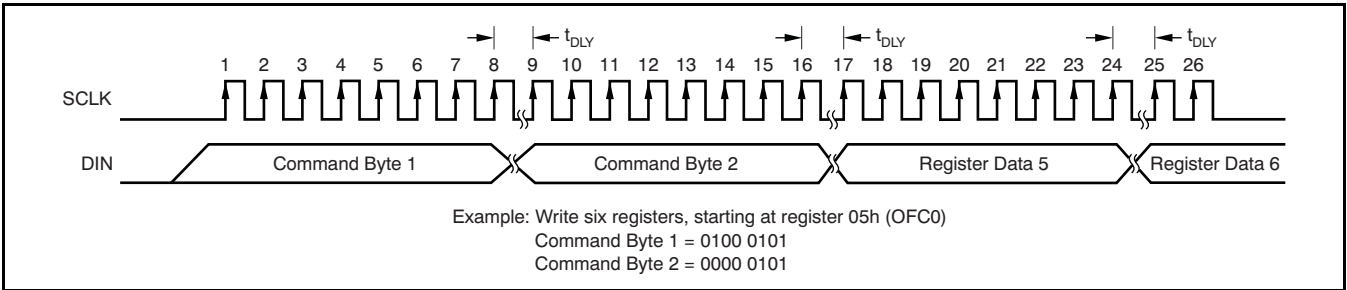 tDLY tDLY tDLY
1 2 3 4 5 6 7 8 9 10 11 12 13 14 15 16 17 18 19 20 21 22 23 24 25 26
SCLK
DIN Command Byte 1 Command Byte 2 Register Data 5 Register Data 6
Example: Write six registers, starting at register 05h (OFC0)
Command Byte 1 = 0100 0101
Command Byte 2 = 0000 0101